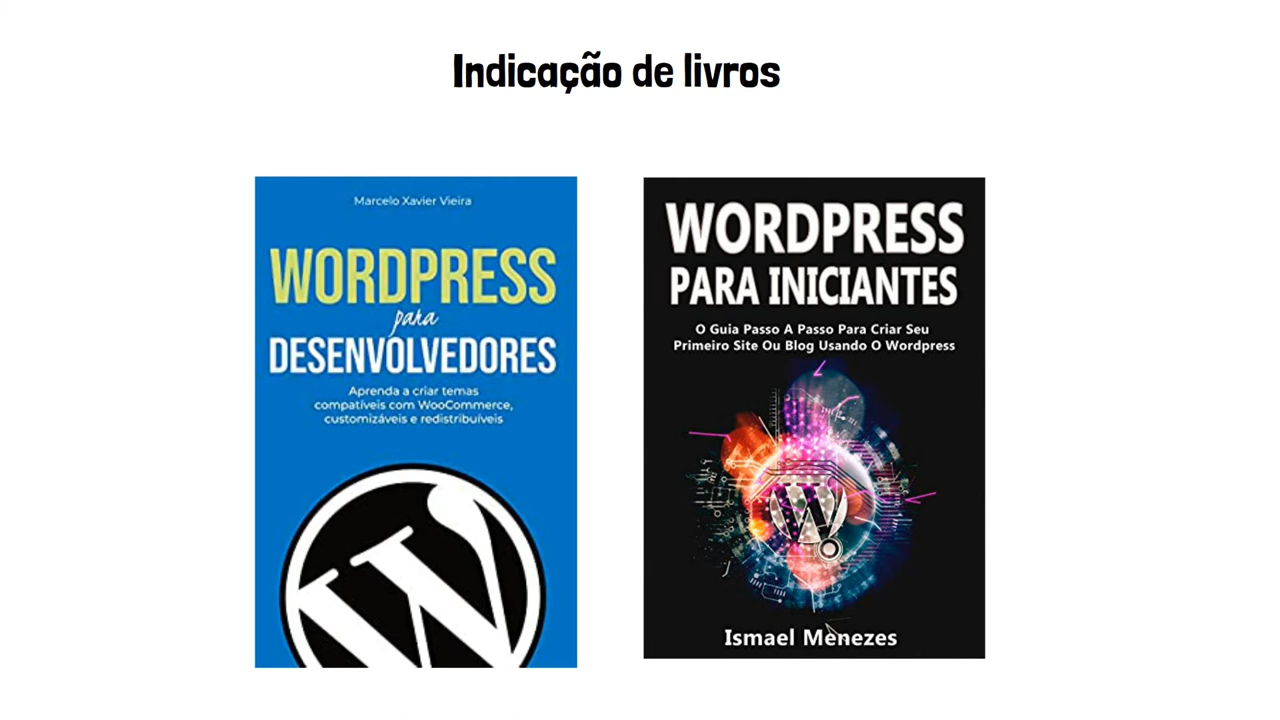 Indicação de livros
Marcelo Xavier Vieira
WORDPRESS
para
DESENVOLVEDORES
Aprenda a criar temas
compatíveis com WooCommerce,
customizáveis e redistribuíveis
WORDPRESS
PARA INICIANTES
O Guia Passo A Passo Para Criar Seu
Primeiro Site Ou Blog Usando O Wordpress
Ismael Menezes